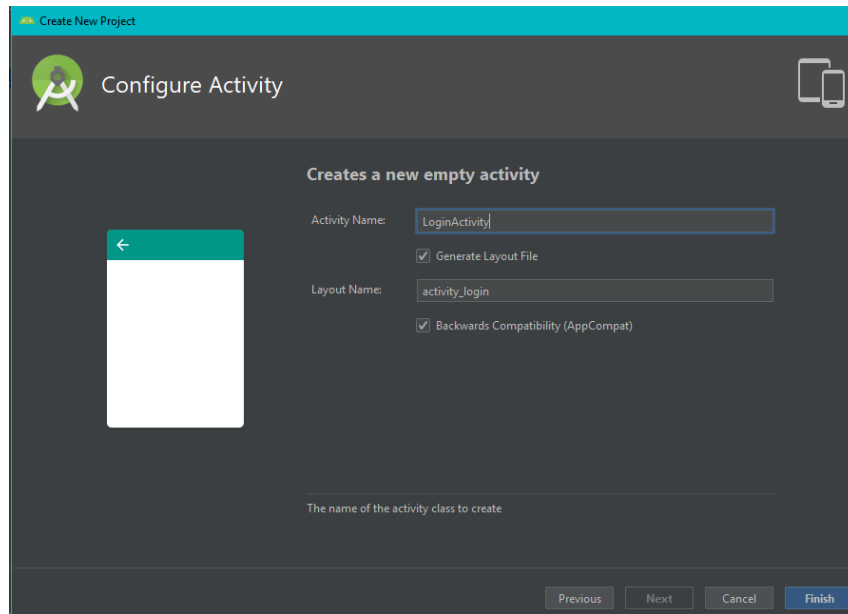 Create New Project
Configure Activity
Creates a new empty activity
Activity Name: LoginActivity
Generate Layout File
Layout Name: activity_login
Backwards Compatibility (AppCompat)
The name of the activity class to create
Previous Next Cancel Finish